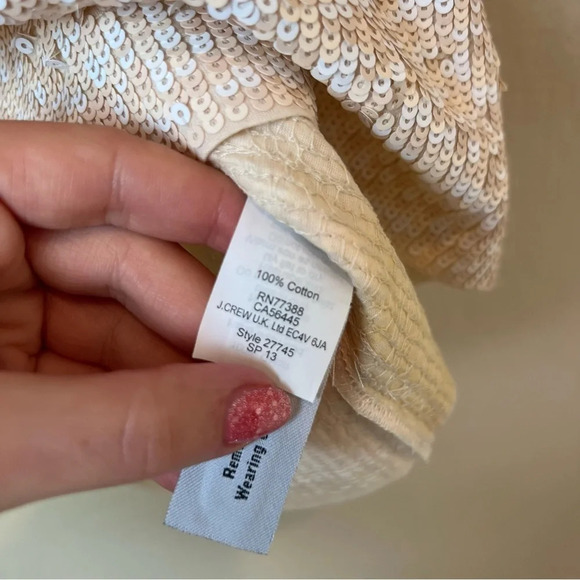 100% Cotton
RN77388
CA56445
J.CREW U.K. Ltd EC4V 6JA
Style 27745
SP 13
Wearing